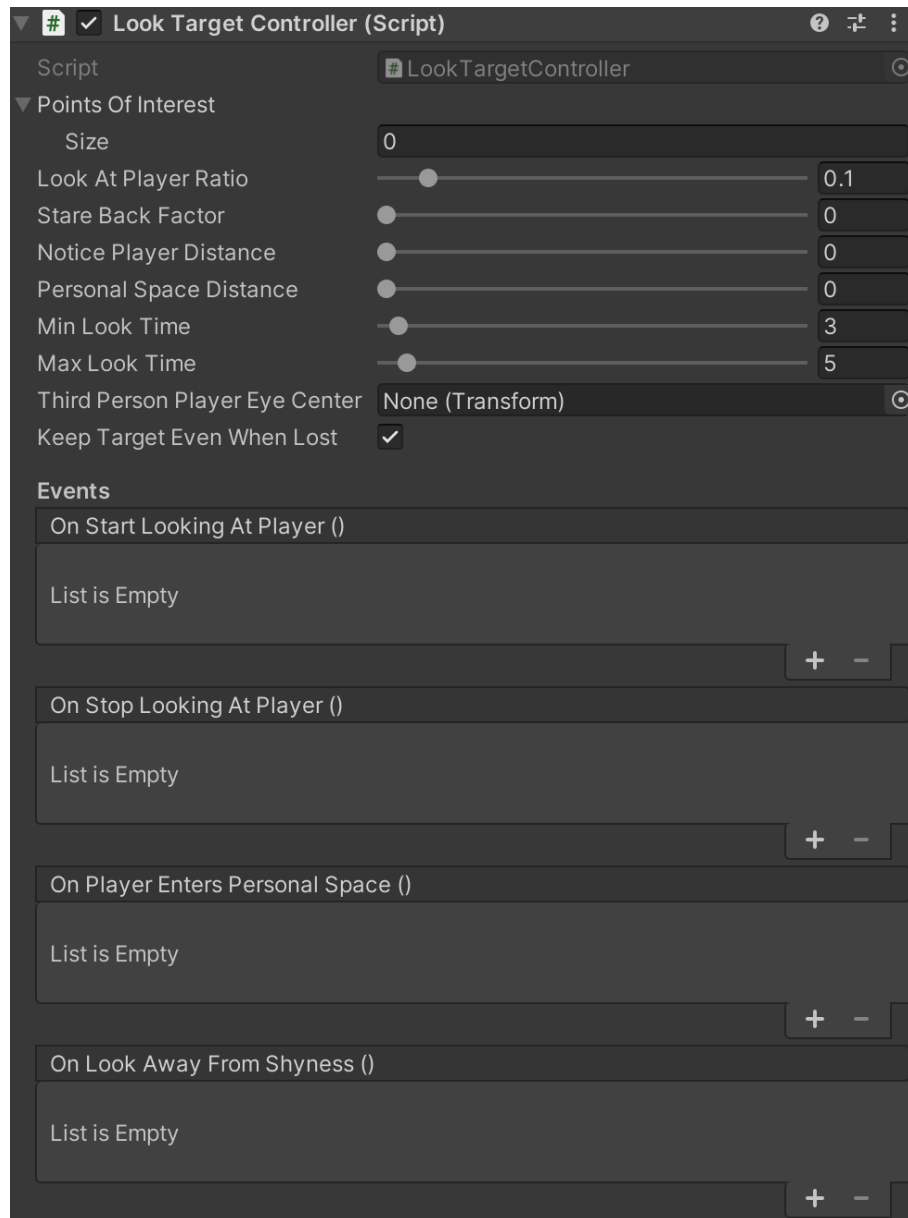 # Look Target Controller (Script)
Script # LookTargetController
Points Of Interest
Size 0
Look At Player Ratio 0.1
Stare Back Factor 0
Notice Player Distance 0
Personal Space Distance 0
Min Look Time 3
Max Look Time 5
Third Person Player Eye Center None (Transform)
Keep Target Even When Lost
Events
On Start Looking At Player ()
List is Empty
+ −
On Stop Looking At Player ()
List is Empty
+ −
On Player Enters Personal Space ()
List is Empty
+ −
On Look Away From Shyness ()
List is Empty
+ −